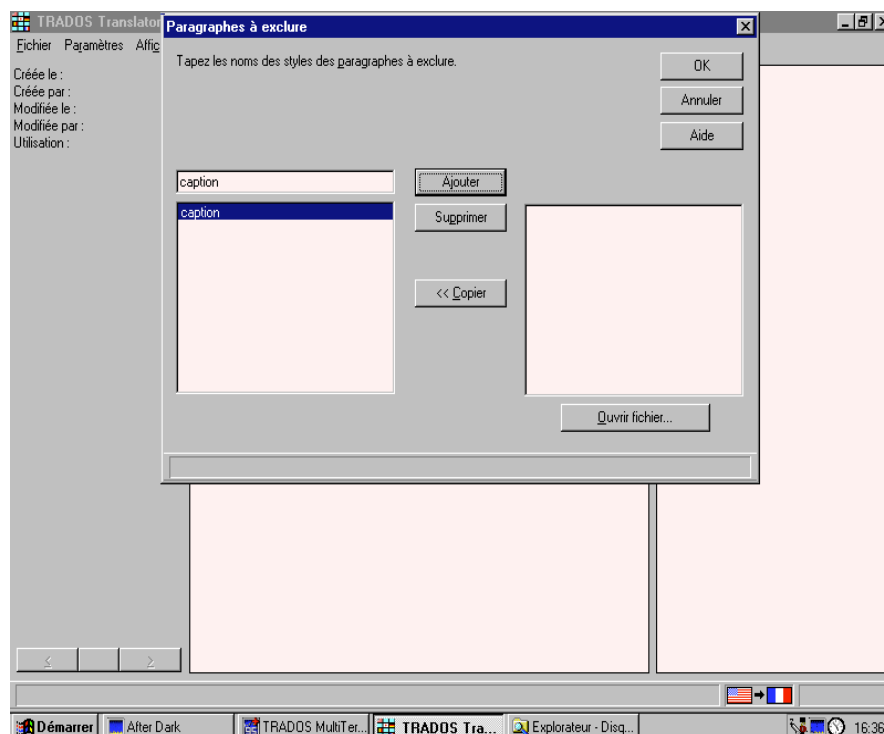 TRADOS Translator
Paragraphes à exclure
Fichier Paramètres Affic
Tapez les noms des styles des paragraphes à exclure.
OK
Créée le :
Créée par :
Modifiée le :
Modifiée par :
Utilisation :
Annuler
Aide
caption
Ajouter
caption
Supprimer
<< Copier
Ouvrir fichier...
<
>
Démarrer
After Dark
TRADOS MultiTer...
TRADOS Tra...
Explorateur - Disq...
16:36